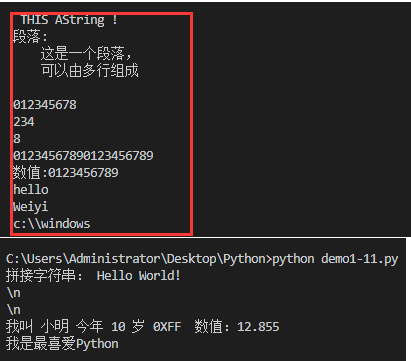 THIS AString !
段落:
这是一个段落,
可以由多行组成
012345678
234
8
01234567890123456789
数值:0123456789
hello
Weiyi
c:\\windows
C:\Users\Administrator\Desktop\Python>python demo1-11.py
拼接字符串: Hello World!
\n
\n
我叫 小明 今年 10 岁 0XFF 数值:12.855
我是最喜爱Python